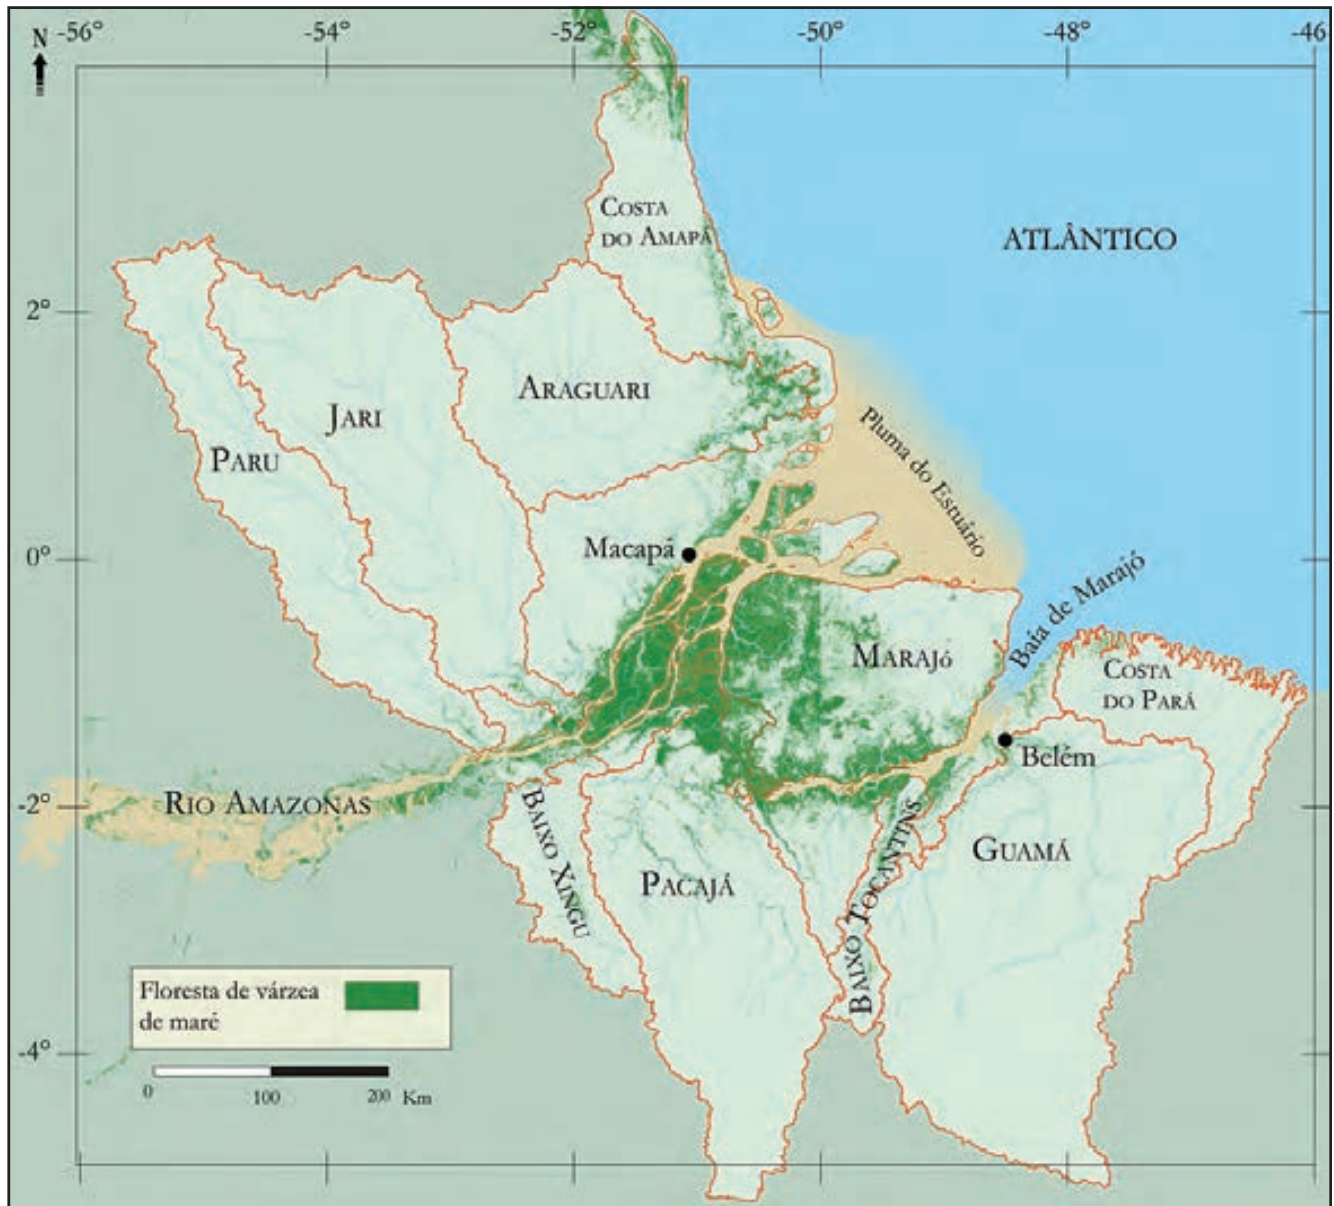 N
-56°
-54°
-52°
-50°
-48°
-46
COSTA
DO AMAPÁ
ATLÂNTICO
2°
ARAGUARI
JARI
PARU
Pluma do Estuário
Macapá
0°
Baía de Marajó
MARAJó
COSTA
DO PARÁ
Belém
RIO AMAZONAS
-2°
BAIXO XINGU
PACAJÁ
BAIXO TOCANTINS
GUAMÁ
Floresta de várzea
de maré
-4°
0
100
200
Km